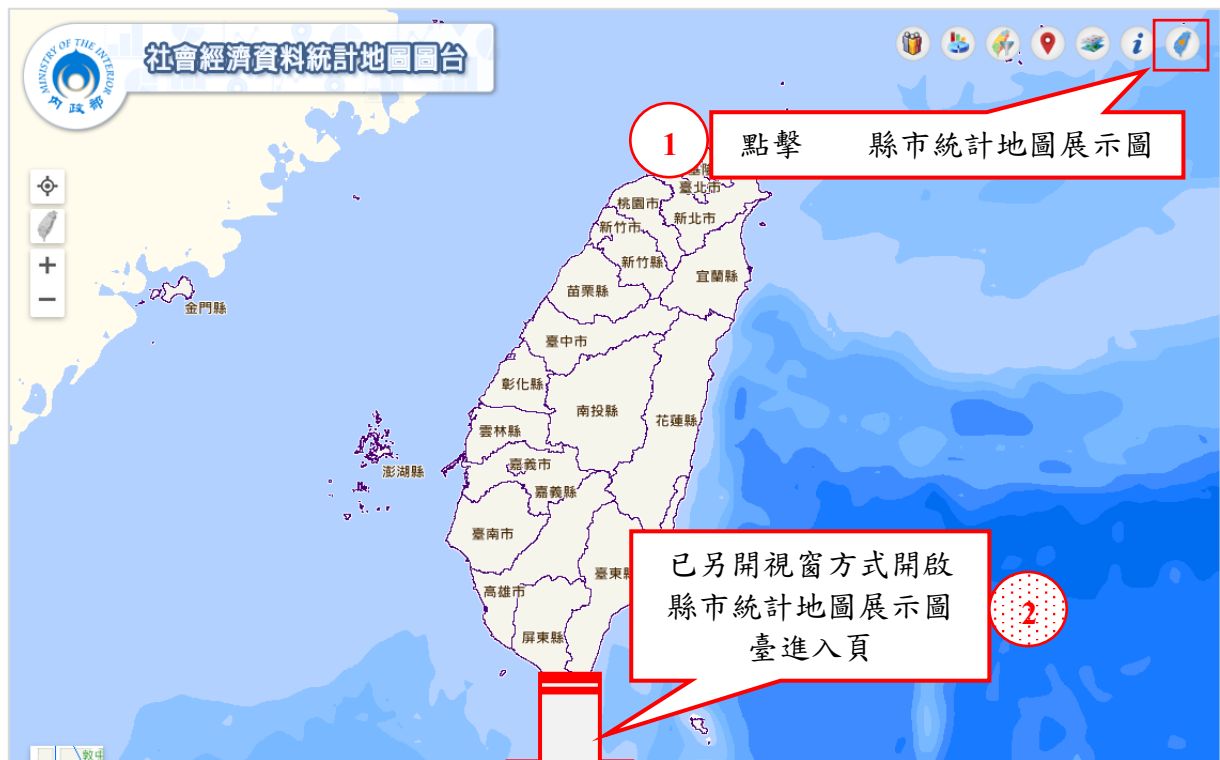 MINISTRY OF THE INTERIOR
內政部
社會經濟資料統計地圖圖台
i
1
點擊 縣市統計地圖展示圖
臺北市
桃園市
新竹市
新北市
新竹縣
宜蘭縣
苗栗縣
金門縣
臺中市
彰化縣
南投縣
花蓮縣
雲林縣
嘉義市
澎湖縣
嘉義縣
臺南市
已另開視窗方式開啟
縣市統計地圖展示圖
臺進入頁
2
臺東
高雄市
屏東縣